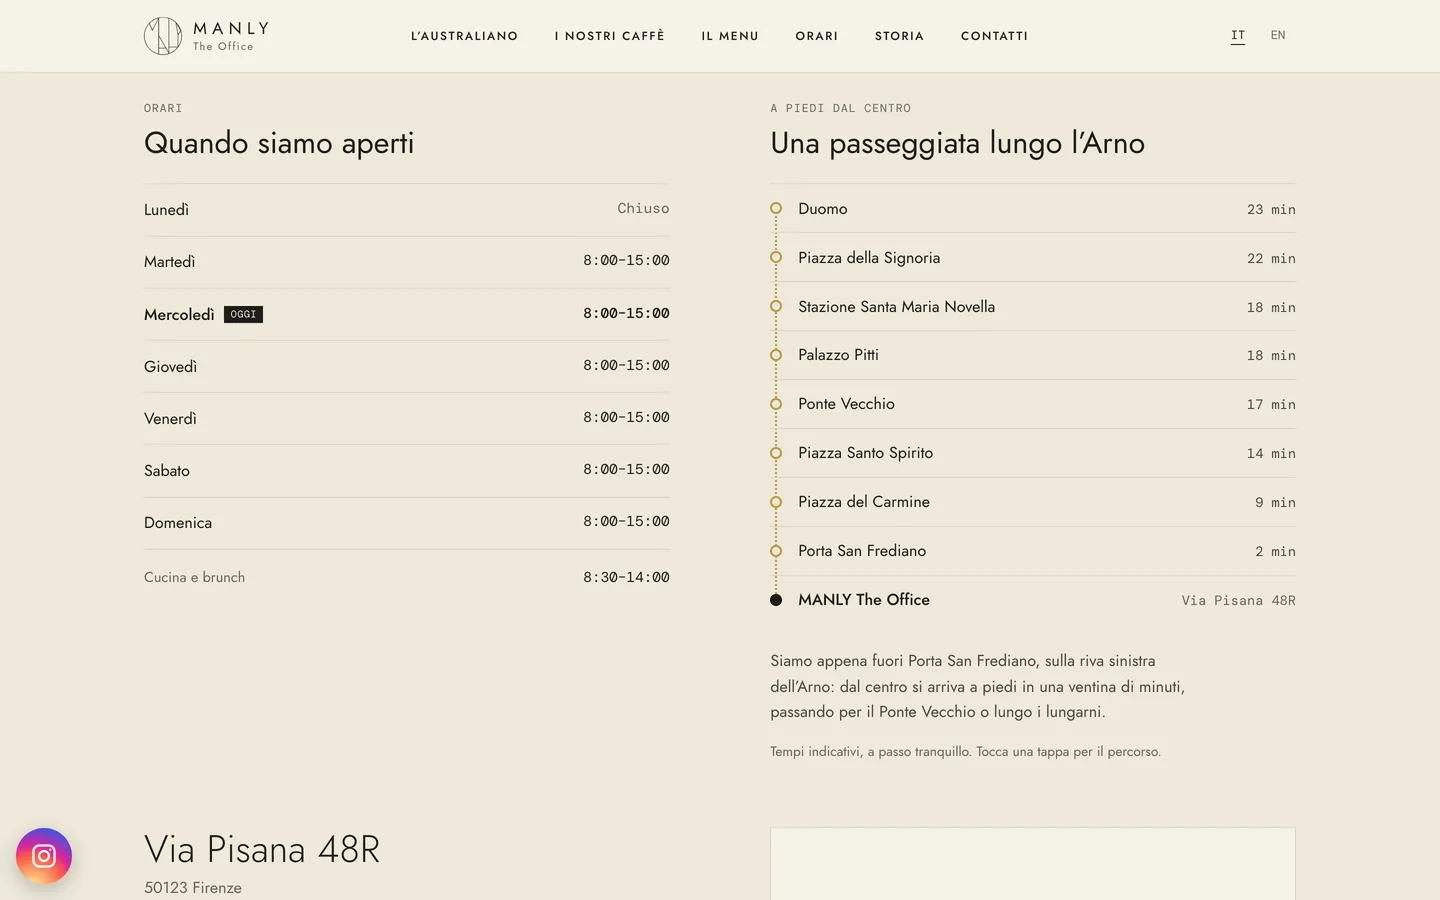 MANLY
The Office
L'AUSTRALIANO
I NOSTRI CAFFÈ
IL MENU
ORARI
STORIA
CONTATTI
IT
EN
ORARI
Quando siamo aperti
Lunedì Chiuso
Martedì 8:00–15:00
Mercoledì OGGI 8:00–15:00
Giovedì 8:00–15:00
Venerdì 8:00–15:00
Sabato 8:00–15:00
Domenica 8:00–15:00
Cucina e brunch 8:30–14:00
A PIEDI DAL CENTRO
Una passeggiata lungo l'Arno
Duomo 23 min
Piazza della Signoria 22 min
Stazione Santa Maria Novella 18 min
Palazzo Pitti 18 min
Ponte Vecchio 17 min
Piazza Santo Spirito 14 min
Piazza del Carmine 9 min
Porta San Frediano 2 min
MANLY The Office Via Pisana 48R
Siamo appena fuori Porta San Frediano, sulla riva sinistra
dell'Arno: dal centro si arriva a piedi in una ventina di minuti,
passando per il Ponte Vecchio o lungo i lungarni.
Tempi indicativi, a passo tranquillo. Tocca una tappa per il percorso.
Via Pisana 48R
50123 Firenze